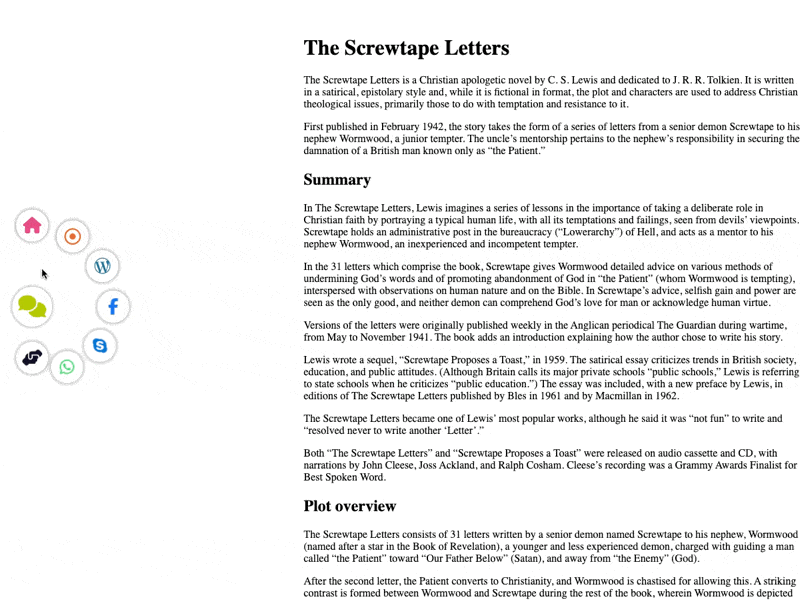 The Screwtape Letters
The Screwtape Letters is a Christian apologetic novel by C. S. Lewis and dedicated to J. R. R. Tolkien. It is written
in a satirical, epistolary style and, while it is fictional in format, the plot and characters are used to address Christian
theological issues, primarily those to do with temptation and resistance to it.
First published in February 1942, the story takes the form of a series of letters from a senior demon Screwtape to his
nephew Wormwood, a junior tempter. The uncle’s mentorship pertains to the nephew’s responsibility in securing the
damnation of a British man known only as “the Patient.”
Summary
In The Screwtape Letters, Lewis imagines a series of lessons in the importance of taking a deliberate role in
Christian faith by portraying a typical human life, with all its temptations and failings, seen from devils’ viewpoints.
Screwtape holds an administrative post in the bureaucracy (“Lowerarchy”) of Hell, and acts as a mentor to his
nephew Wormwood, an inexperienced and incompetent tempter.
In the 31 letters which comprise the book, Screwtape gives Wormwood detailed advice on various methods of
undermining God’s words and of promoting abandonment of God in “the Patient” (whom Wormwood is tempting),
interspersed with observations on human nature and on the Bible. In Screwtape’s advice, selfish gain and power are
seen as the only good, and neither demon can comprehend God’s love for man or acknowledge human virtue.
Versions of the letters were originally published weekly in the Anglican periodical The Guardian during wartime,
from May to November 1941. The book adds an introduction explaining how the author chose to write his story.
Lewis wrote a sequel, “Screwtape Proposes a Toast,” in 1959. The satirical essay criticizes trends in British society,
education, and public attitudes. (Although Britain calls its major private schools “public schools,” Lewis is referring
to state schools when he criticizes “public education.”) The essay was included, with a new preface by Lewis, in
editions of The Screwtape Letters published by Bles in 1961 and by Macmillan in 1962.
The Screwtape Letters became one of Lewis’ most popular works, although he said it was “not fun” to write and
“resolved never to write another ‘Letter’.”
Both “The Screwtape Letters” and “Screwtape Proposes a Toast” were released on audio cassette and CD, with
narrations by John Cleese, Joss Ackland, and Ralph Cosham. Cleese’s recording was a Grammy Awards Finalist for
Best Spoken Word.
Plot overview
The Screwtape Letters consists of 31 letters written by a senior demon named Screwtape to his nephew, Wormwood
(named after a star in the Book of Revelation), a younger and less experienced demon, charged with guiding a man
called “the Patient” toward “Our Father Below” (Satan), and away from “the Enemy” (God).
After the second letter, the Patient converts to Christianity, and Wormwood is chastised for allowing this. A striking
contrast is formed between Wormwood and Screwtape during the rest of the book, wherein Wormwood is depicted